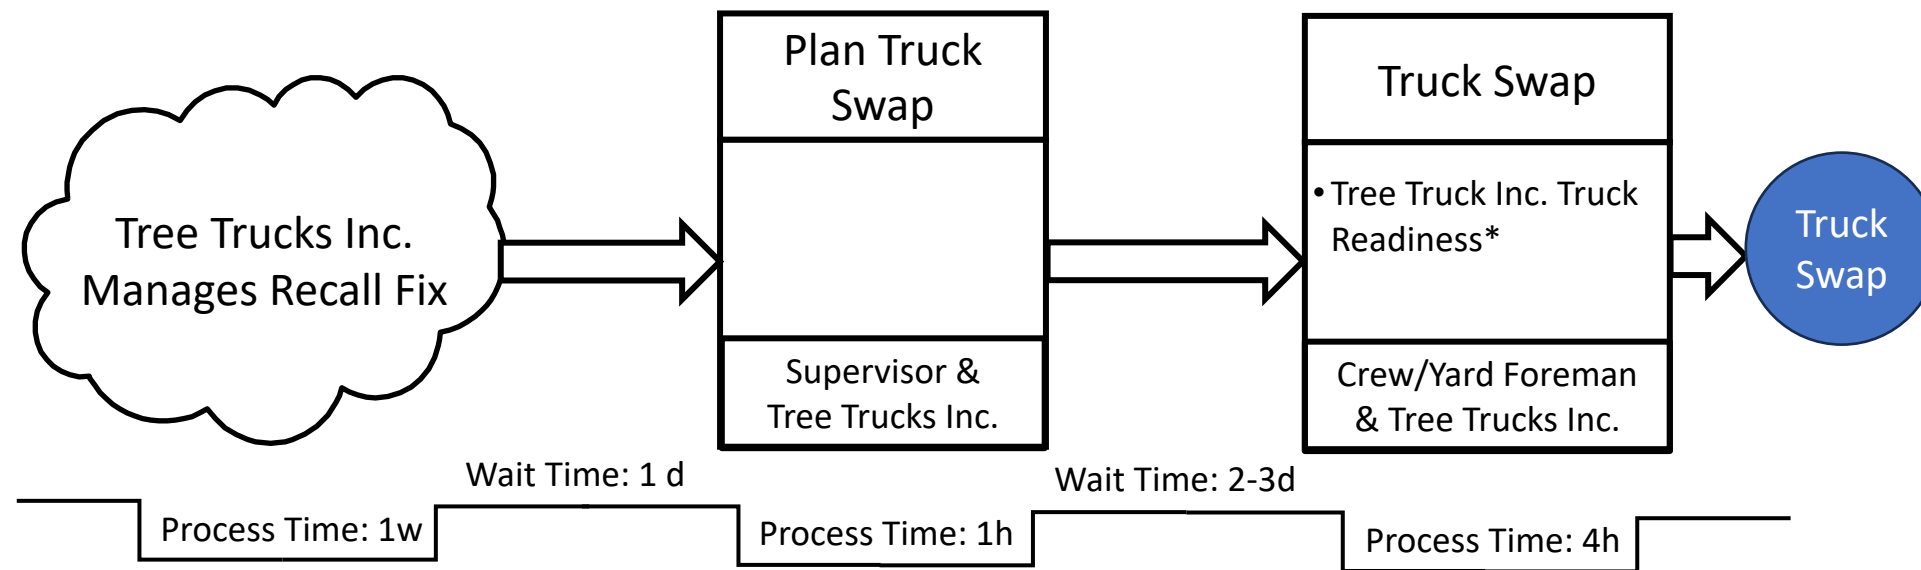 Tree Trucks Inc.
Manages Recall Fix
Plan Truck
Swap
Supervisor &
Tree Trucks Inc.
Truck Swap
• Tree Truck Inc. Truck
Readiness*
Crew/Yard Foreman
& Tree Trucks Inc.
Truck
Swap
Wait Time: 1 d
Wait Time: 2-3d
Process Time: 1w
Process Time: 1h
Process Time: 4h